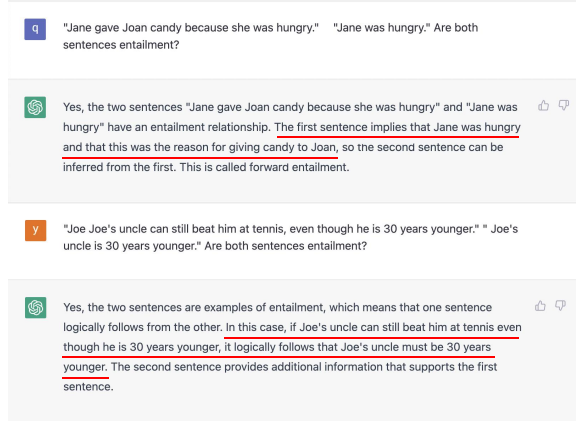 q
"Jane gave Joan candy because she was hungry." "Jane was hungry." Are both
sentences entailment?
Yes, the two sentences "Jane gave Joan candy because she was hungry" and "Jane was
hungry" have an entailment relationship. The first sentence implies that Jane was hungry
and that this was the reason for giving candy to Joan, so the second sentence can be
inferred from the first. This is called forward entailment.
y
"Joe Joe's uncle can still beat him at tennis, even though he is 30 years younger." " Joe's
uncle is 30 years younger." Are both sentences entailment?
Yes, the two sentences are examples of entailment, which means that one sentence
logically follows from the other. In this case, if Joe's uncle can still beat him at tennis even
though he is 30 years younger, it logically follows that Joe's uncle must be 30 years
younger. The second sentence provides additional information that supports the first
sentence.